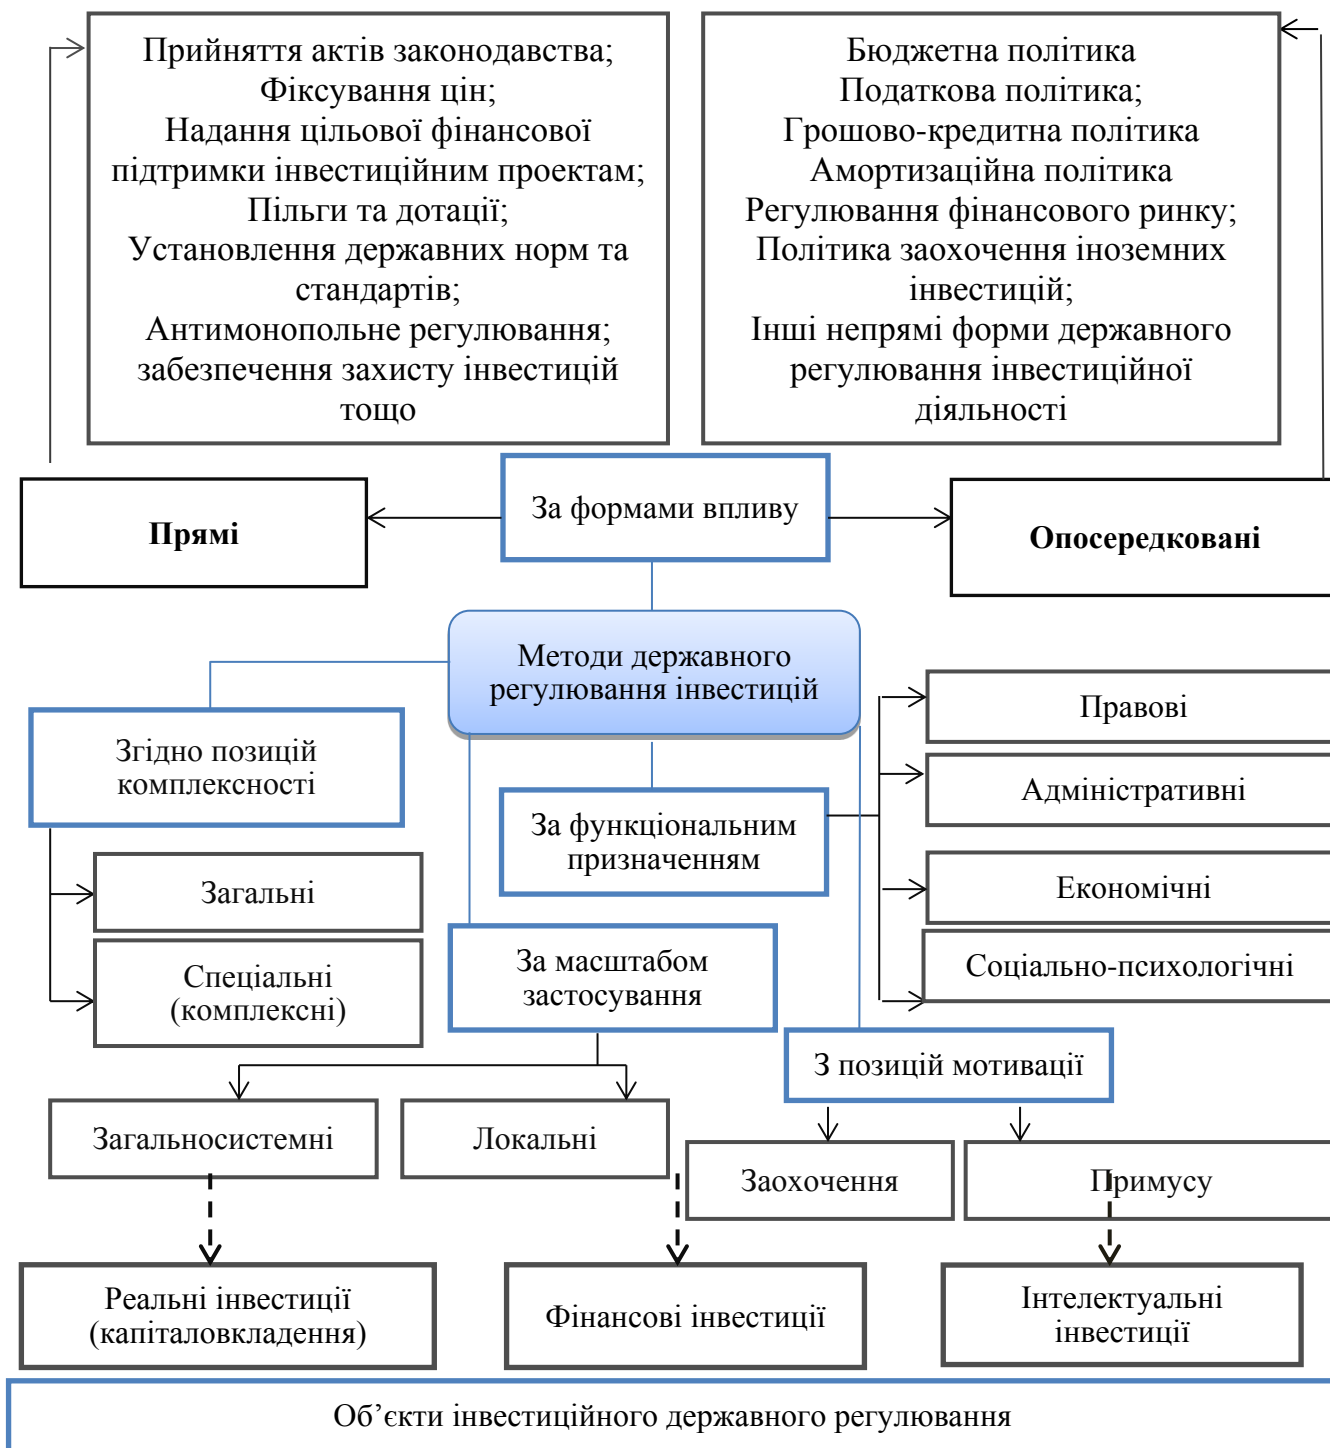 Прийняття актів законодавства;
Фіксування цін;
Надання цільової фінансової
підтримки інвестиційним проектам;
Пільги та дотації;
Установлення державних норм та
стандартів;
Антимонопольне регулювання;
забезпечення захисту інвестицій
тощо
Бюджетна політика
Податкова політика;
Грошово-кредитна політика
Амортизаційна політика
Регулювання фінансового ринку;
Політика заохочення іноземних
інвестицій;
Інші непрямі форми державного
регулювання інвестиційної
діяльності
Прямі
За формами впливу
Опосередковані
Методи державного
регулювання інвестицій
Згідно позицій
комплексності
Загальні
Спеціальні
(комплексні)
За функціональним
призначенням
Правові
Адміністративні
Економічні
Соціально-психологічні
За масштабом
застосування
З позицій мотивації
Загальносистемні
Локальні
Заохочення
Примусу
Реальні інвестиції
(капіталовкладення)
Фінансові інвестиції
Інтелектуальні
інвестиції
Об’єкти інвестиційного державного регулювання